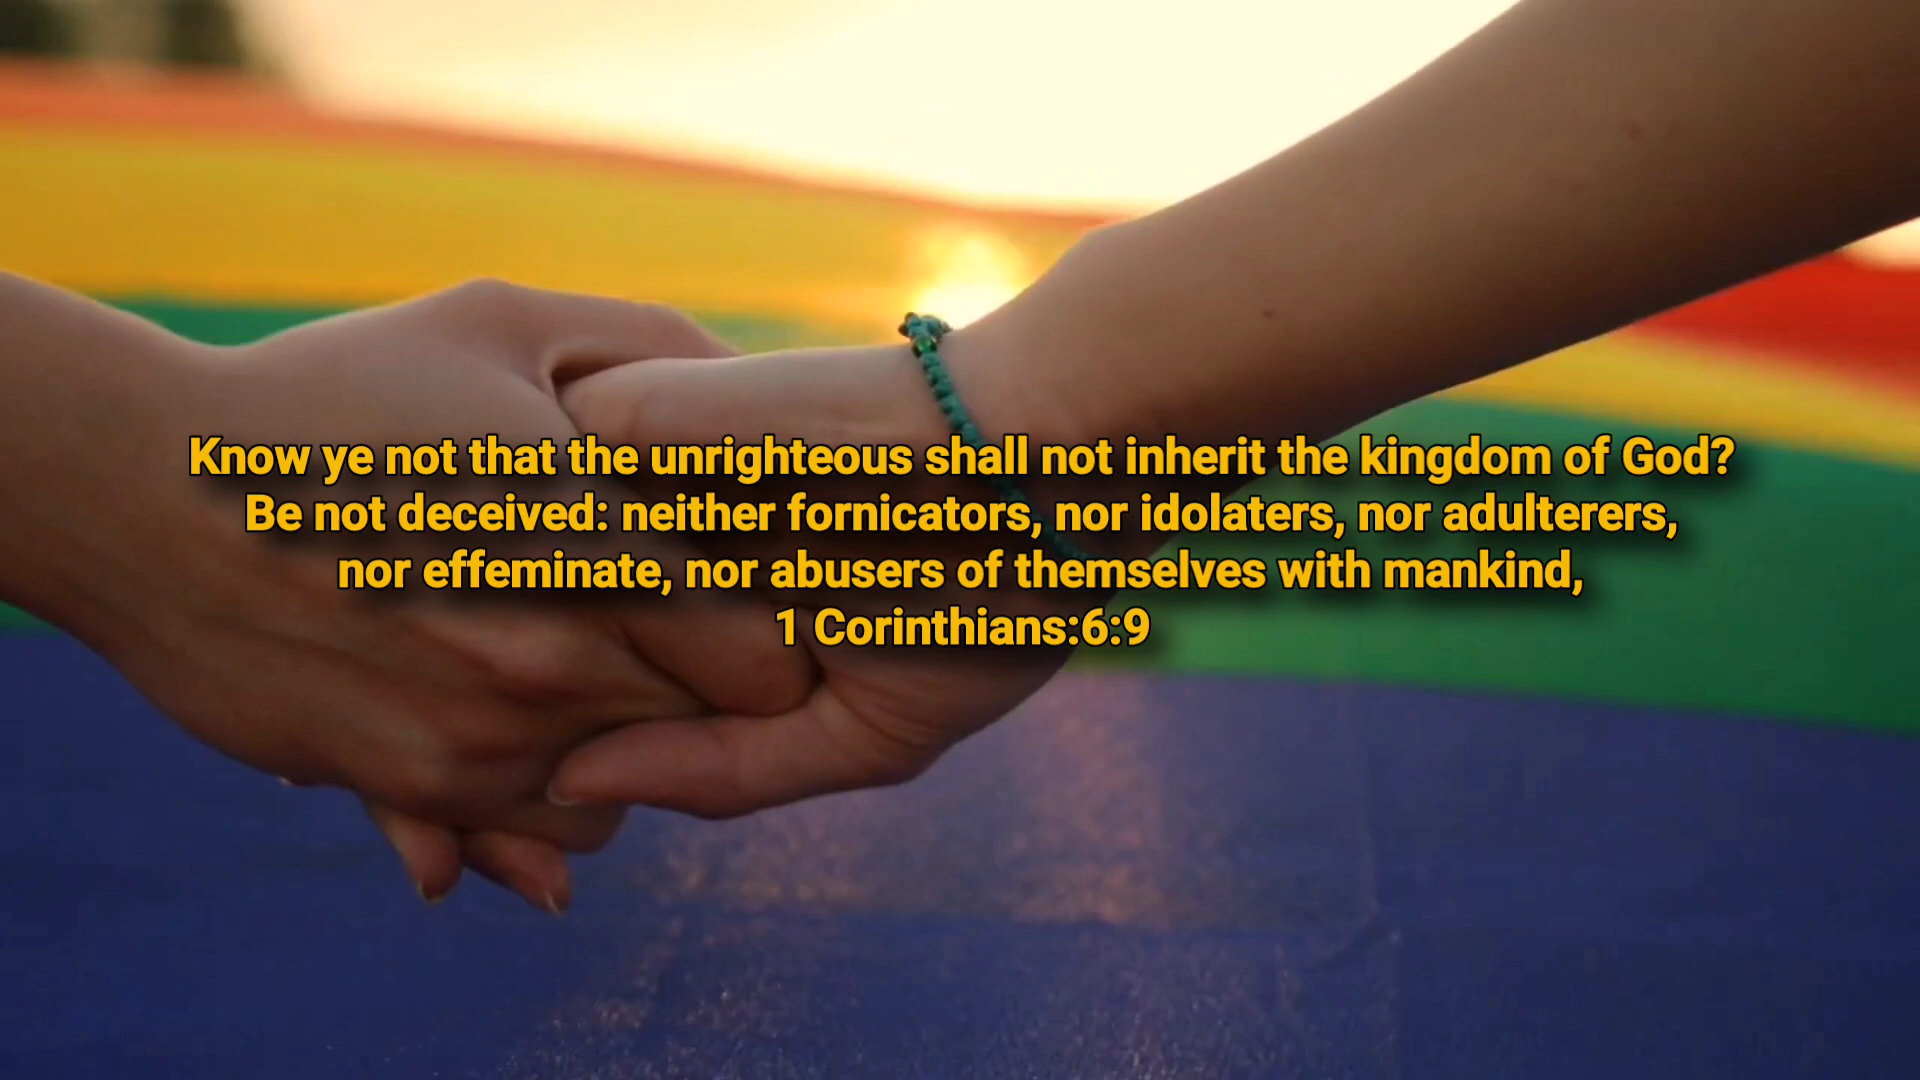 Know ye not that the unrighteous shall not inherit the kingdom of God?
Be not deceived: neither fornicators, nor idolaters, nor adulterers,
nor effeminate, nor abusers of themselves with mankind,
1 Corinthians:6:9